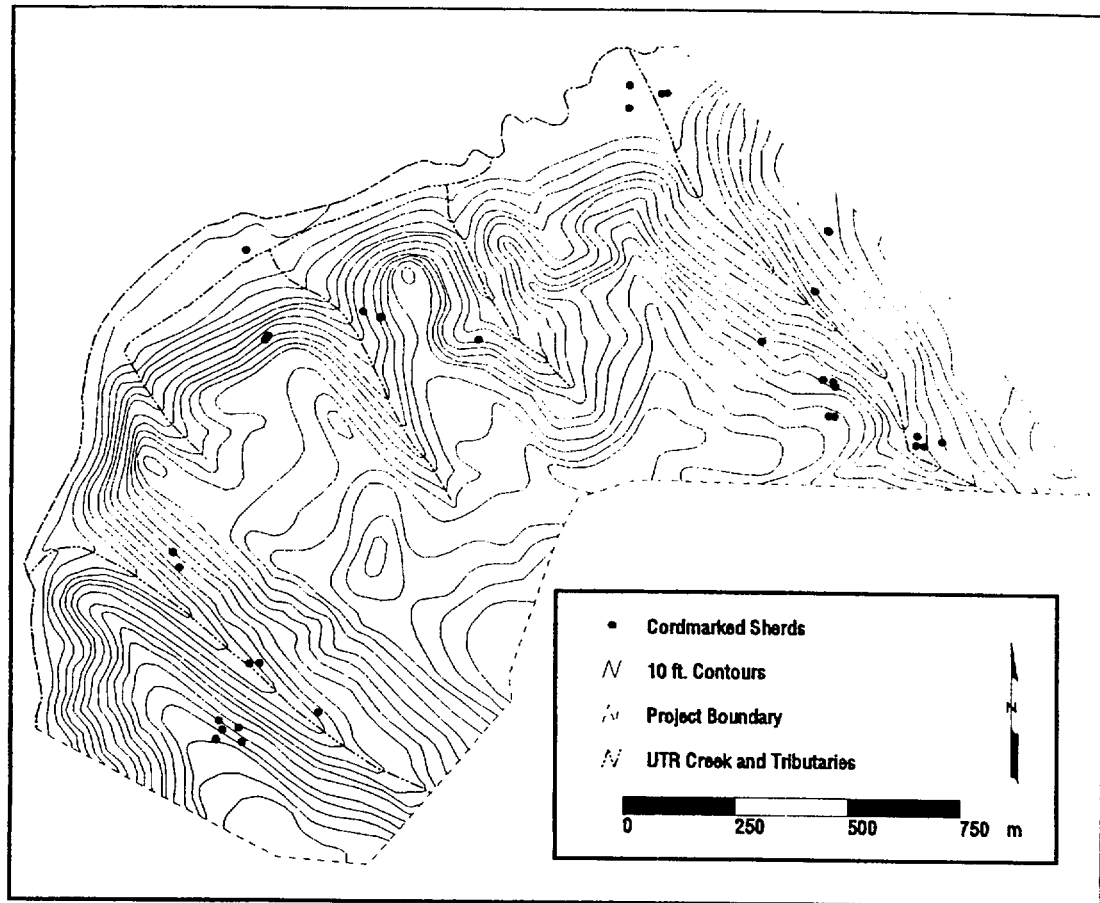 Cordmarked Sherds
10 ft. Contours
Project Boundary
UTR Creek and Tributaries
N
0 250 500 750 m